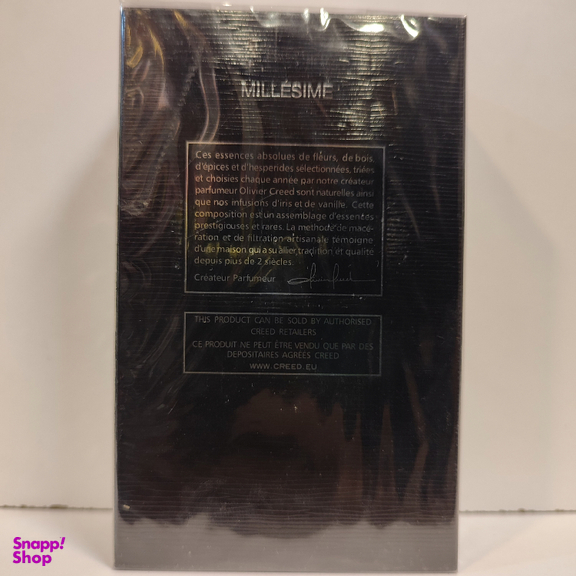 MILLÉSIME
Ces essences absolues de fleurs, de bois,
d'épices et d'hespérides sélectionnées, triées
et choisies chaque année par notre créateur
parfumeur Olivier Creed sont naturelles ainsi
que nos infusions d'iris et de vanille. Cette
composition est un assemblage d'essences
prestigieuses et rares. La méthode de macé-
ration et de filtration artisanale témoigne
d'une maison qui a su allier tradition et qualité
depuis plus de 2 siècles.
Créateur Parfumeur
THIS PRODUCT CAN BE SOLD BY AUTHORISED
CREED RETAILERS
CE PRODUIT NE PEUT ÊTRE VENDU QUE PAR DES
DEPOSITAIRES AGRÉÉS CREED
WWW.CREED.EU
Snapp!
Shop